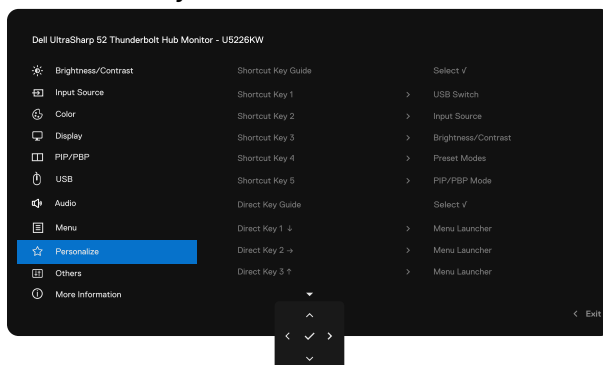 Dell UltraSharp 52 Thunderbolt Hub Monitor - U5226KW
Brightness/Contrast Shortcut Key Guide Select √
Input Source Shortcut Key 1 > USB Switch
Color Shortcut Key 2 > Input Source
Display Shortcut Key 3 > Brightness/Contrast
PIP/PBP Shortcut Key 4 > Preset Modes
USB Shortcut Key 5 > PIP/PBP Mode
Audio Direct Key Guide Select √
Menu Direct Key 1 ↓ > Menu Launcher
Personalize Direct Key 2 → > Menu Launcher
Others Direct Key 3 ↑ > Menu Launcher
More Information
< Exit